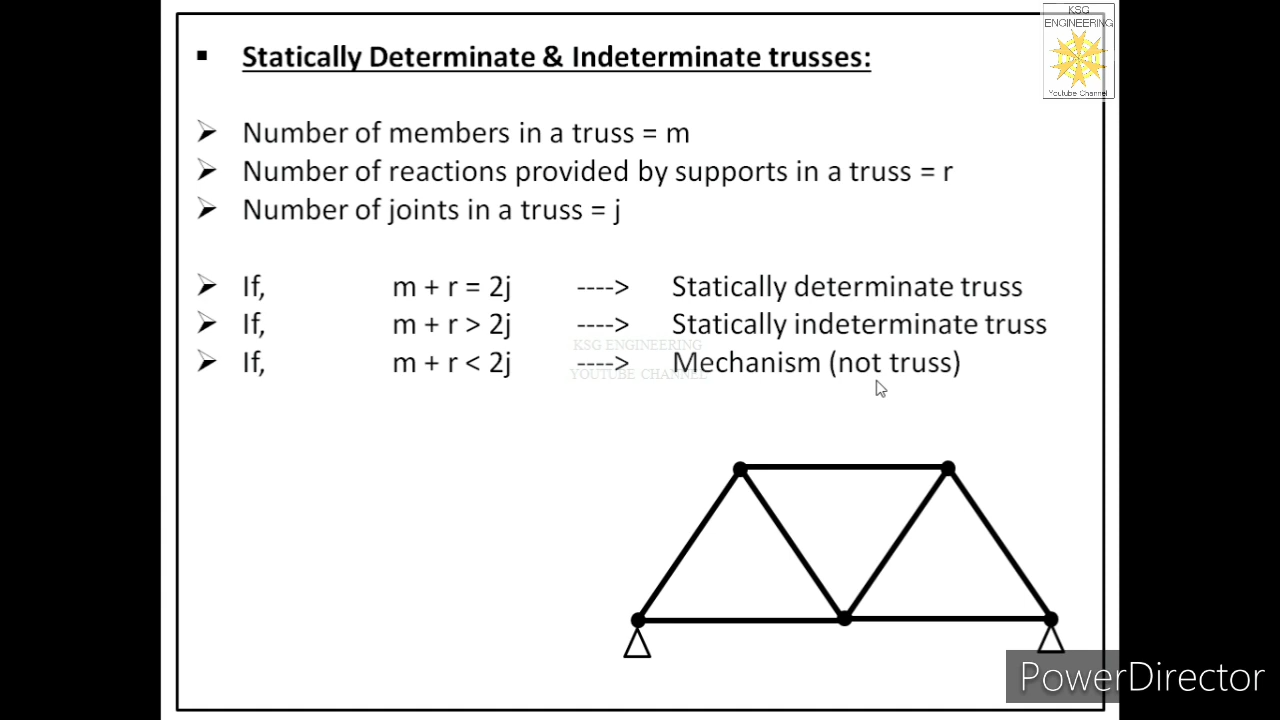 KSG
ENGINEERING
Youtube Channel
▪ Statically Determinate & Indeterminate trusses:
➢ Number of members in a truss = m
➢ Number of reactions provided by supports in a truss = r
➢ Number of joints in a truss = j
➢ If, m + r = 2j ----> Statically determinate truss
➢ If, m + r > 2j ----> Statically indeterminate truss
KSG ENGINEERING
➢ If, m + r < 2j ----> Mechanism (not truss)
YOUTUBE CHANNEL
PowerDirector